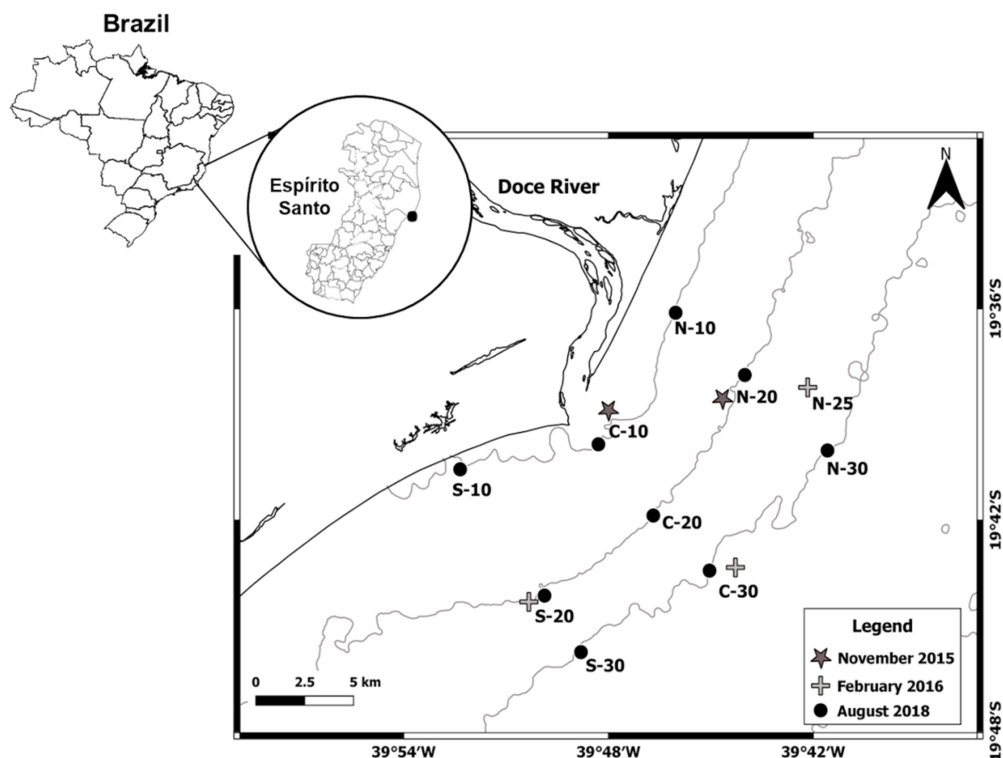 Brazil
Espírito
Santo
Doce River
N
N-10
19°36'S
N-20
N-25
C-10
N-30
S-10
C-20
19°42'S
C-30
S-20
S-30
Legend
November 2015
February 2016
August 2018
0 2.5 5 km
19°48'S
39°54'W 39°48'W 39°42'W